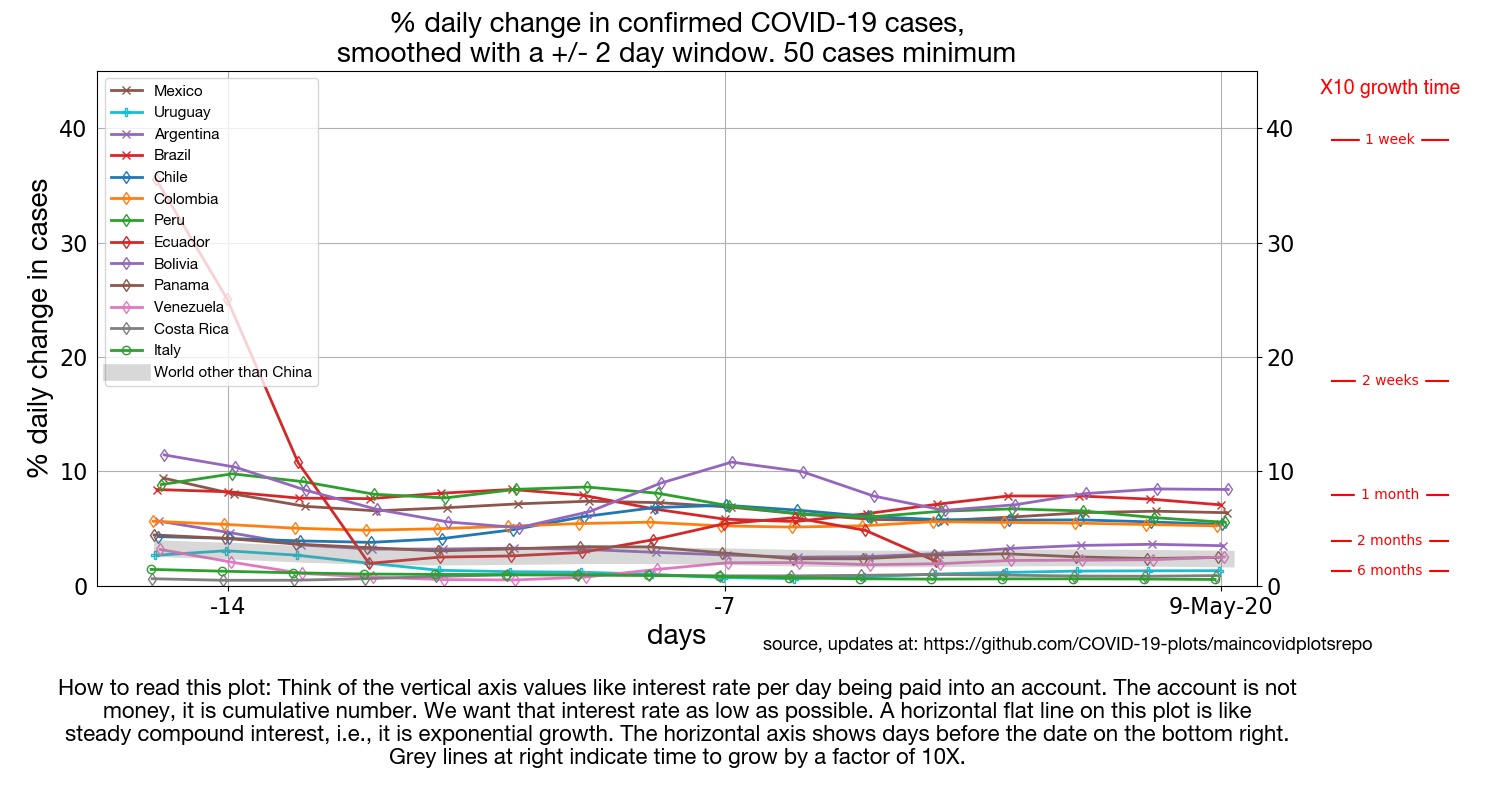 % daily change in confirmed COVID-19 cases,
smoothed with a +/- 2 day window. 50 cases minimum
X10 growth time
% daily change in cases
40
30
20
10
0
Mexico
Uruguay
Argentina
Brazil
Chile
Colombia
Peru
Ecuador
Bolivia
Panama
Venezuela
Costa Rica
Italy
World other than China
40
30
20
10
0
1 week
2 weeks
1 month
2 months
6 months
-14
-7
9-May-20
days
source, updates at: https://github.com/COVID-19-plots/maincovidplotsrepo
How to read this plot: Think of the vertical axis values like interest rate per day being paid into an account. The account is not
money, it is cumulative number. We want that interest rate as low as possible. A horizontal flat line on this plot is like
steady compound interest, i.e., it is exponential growth. The horizontal axis shows days before the date on the bottom right.
Grey lines at right indicate time to grow by a factor of 10X.